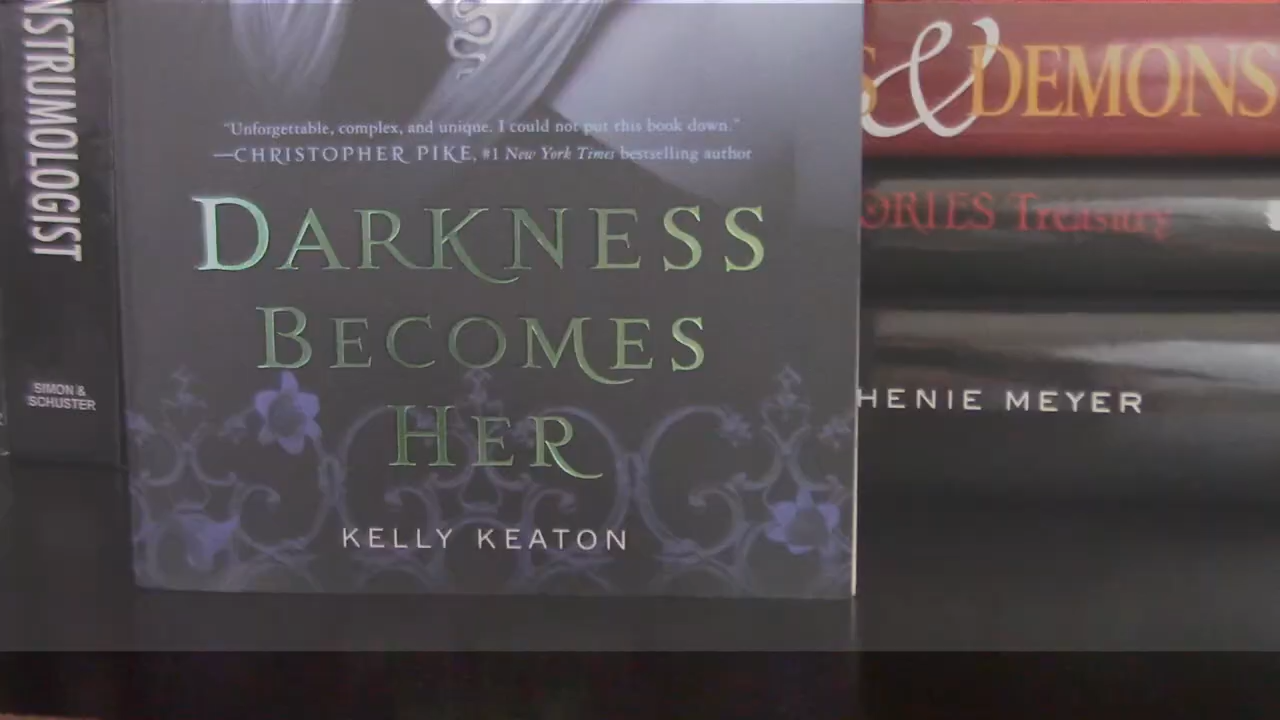 NSTRUMOLOGIST
SIMON &
SCHUSTER
"Unforgettable, complex, and unique. I could not put this book down."
—CHRISTOPHER PIKE, #1 New York Times bestselling author
DARKNESS
BECOMES
HER
KELLY KEATON
S & DEMONS
ORIES Treasury
HENIE MEYER